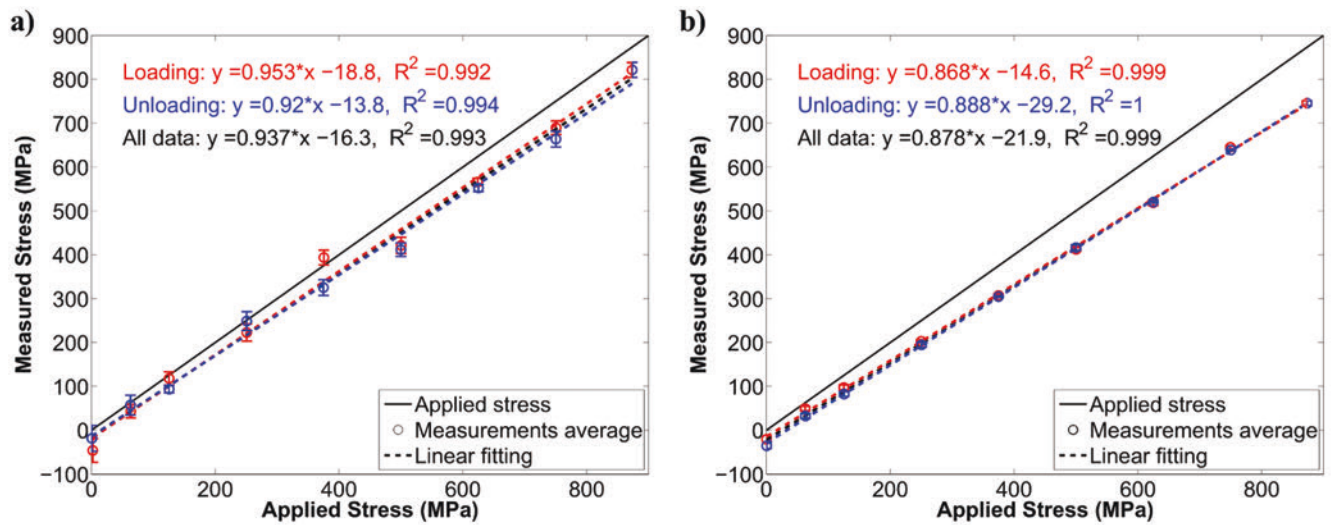 a)
900
800
700
600
500
400
300
200
100
0
−100
Measured Stress (MPa)
Loading: y =0.953*x −18.8, R² =0.992
Unloading: y =0.92*x −13.8, R² =0.994
All data: y =0.937*x −16.3, R² =0.993
Applied stress
Measurements average
Linear fitting
0 200 400 600 800
Applied Stress (MPa)
b)
900
800
700
600
500
400
300
200
100
0
−100
Measured Stress (MPa)
Loading: y =0.868*x −14.6, R² =0.999
Unloading: y =0.888*x −29.2, R² =1
All data: y =0.878*x −21.9, R² =0.999
Applied stress
Measurements average
Linear fitting
0 200 400 600 800
Applied Stress (MPa)